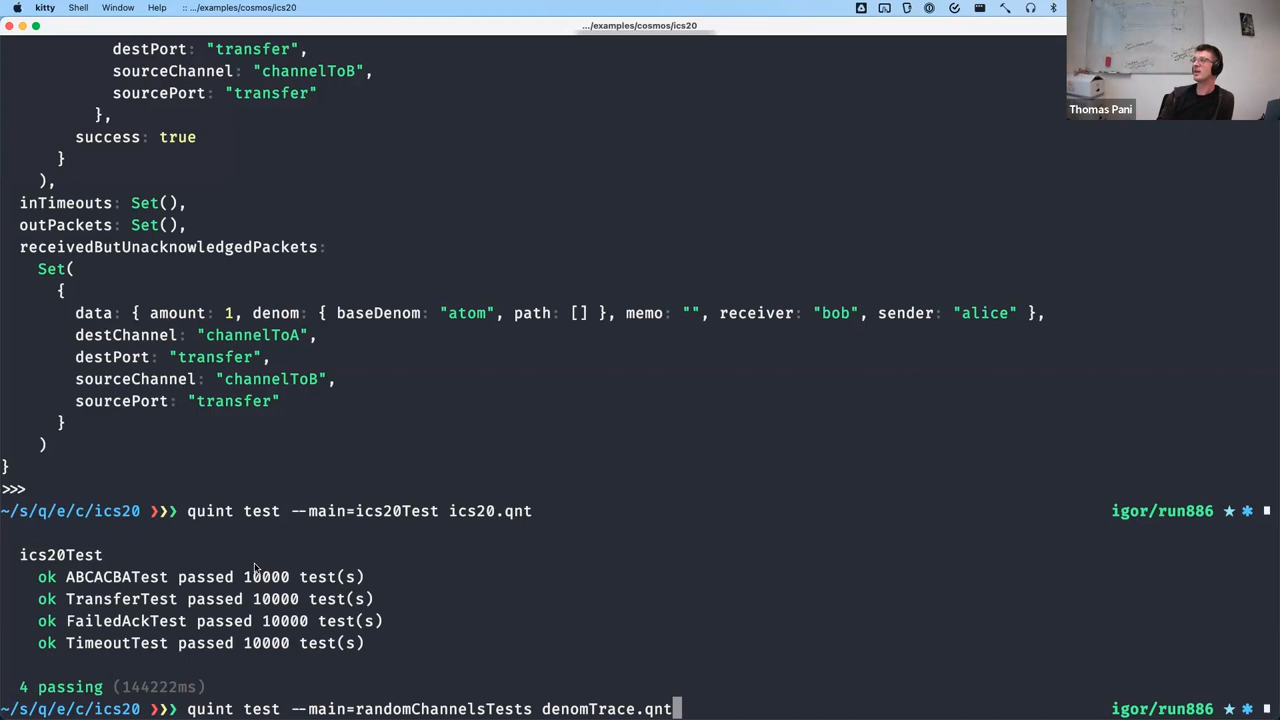 kitty Shell Window Help :: .../examples/cosmos/ics20
.../examples/cosmos/ics20
destPort: "transfer",
sourceChannel: "channelToB",
sourcePort: "transfer"
},
success: true
}
),
inTimeouts: Set(),
outPackets: Set(),
receivedButUnacknowledgedPackets:
Set(
{
data: { amount: 1, denom: { baseDenom: "atom", path: [] }, memo: "", receiver: "bob", sender: "alice" },
destChannel: "channelToA",
destPort: "transfer",
sourceChannel: "channelToB",
sourcePort: "transfer"
}
)
}
>>>
~/s/q/e/c/ics20 ❯❯❯ quint test --main=ics20Test ics20.qnt igor/run886 ★ ✱ ■
ics20Test
ok ABCACBATest passed 10000 test(s)
ok TransferTest passed 10000 test(s)
ok FailedAckTest passed 10000 test(s)
ok TimeoutTest passed 10000 test(s)
4 passing (144222ms)
~/s/q/e/c/ics20 ❯❯❯ quint test --main=randomChannelsTests denomTrace.qnt igor/run886 ★ ✱ ■
Thomas Pani